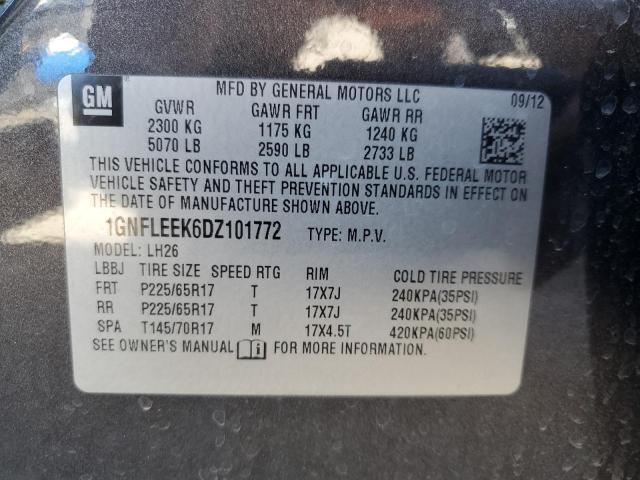 GM
MFD BY GENERAL MOTORS LLC
09/12
GVWR GAWR FRT GAWR RR
2300 KG 1175 KG 1240 KG
5070 LB 2590 LB 2733 LB
THIS VEHICLE CONFORMS TO ALL APPLICABLE U.S. FEDERAL MOTOR
VEHICLE SAFETY AND THEFT PREVENTION STANDARDS IN EFFECT ON
THE DATE OF MANUFACTURE SHOWN ABOVE.
1GNFLEEK6DZ101772 TYPE: M.P.V.
MODEL: LH26
LBBJ TIRE SIZE SPEED RTG RIM COLD TIRE PRESSURE
FRT P225/65R17 T 17X7J 240KPA(35PSI)
RR P225/65R17 T 17X7J 240KPA(35PSI)
SPA T145/70R17 M 17X4.5T 420KPA(60PSI)
SEE OWNER'S MANUAL i FOR MORE INFORMATION.